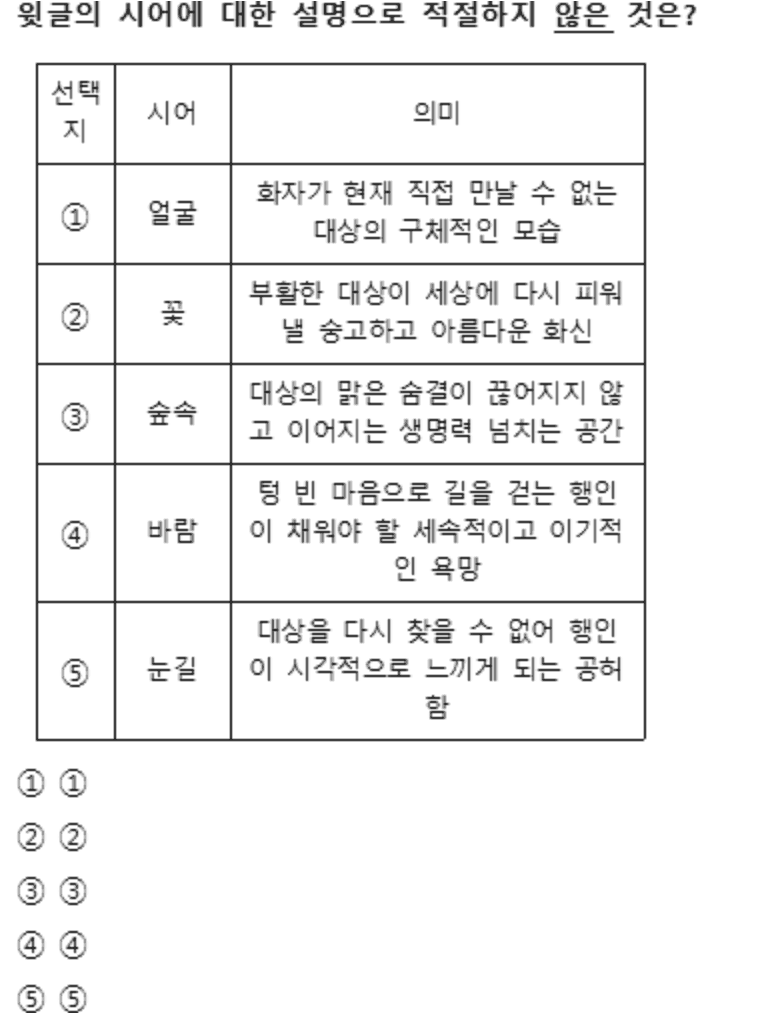 윗글의 시어에 대한 설명으로 적절하지 않은 것은?
선택
지
시어
의미
①
얼굴
화자가 현재 직접 만날 수 없는
대상의 구체적인 모습
②
꽃
부활한 대상이 세상에 다시 피워
낼 숭고하고 아름다운 화신
③
숲속
대상의 맑은 숨결이 끊어지지 않
고 이어지는 생명력 넘치는 공간
④
바람
텅 빈 마음으로 길을 걷는 행인
이 채워야 할 세속적이고 이기적
인 욕망
⑤
눈길
대상을 다시 찾을 수 없어 행인
이 시각적으로 느끼게 되는 공허
함
① ①
② ②
③ ③
④ ④
⑤ ⑤